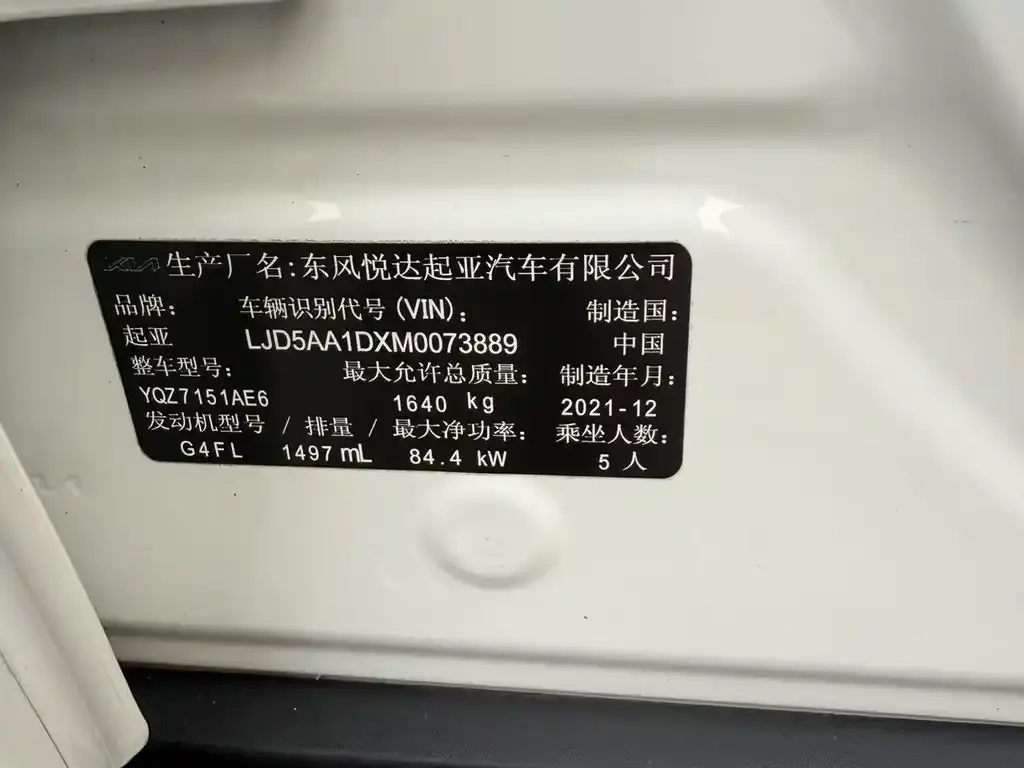 KIA 生产厂名:东风悦达起亚汽车有限公司
品牌: 车辆识别代号(VIN): 制造国:
起亚 LJD5AA1DXM0073889 中国
整车型号: 最大允许总质量: 制造年月:
YQZ7151AE6 1640 kg 2021-12
发动机型号 / 排量 / 最大净功率: 乘坐人数:
G4FL 1497 mL 84.4 kW 5 人